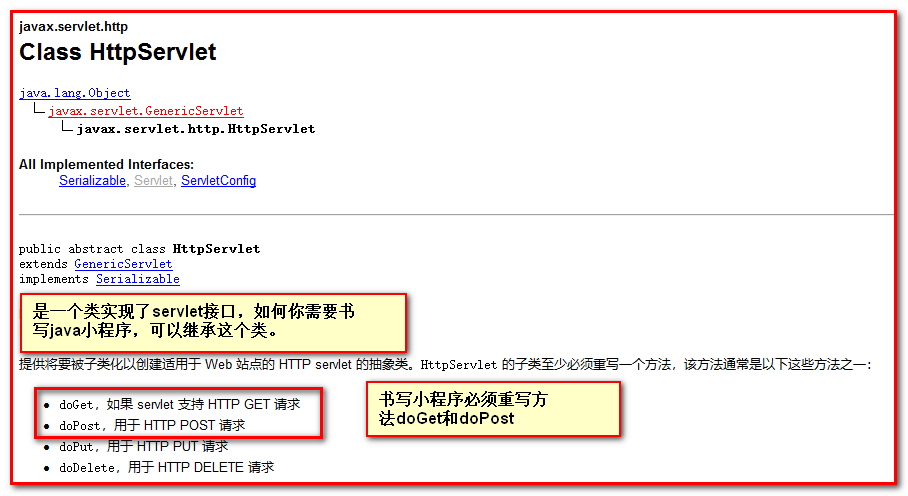 javax.servlet.http
Class HttpServlet
java.lang.Object
javax.servlet.GenericServlet
javax.servlet.http.HttpServlet
All Implemented Interfaces:
Serializable, Servlet, ServletConfig
public abstract class HttpServlet
extends GenericServlet
implements Serializable
是一个类实现了servlet接口，如何你需要书
写java小程序，可以继承这个类。
提供将要被子类化以创建适用于 Web 站点的 HTTP servlet 的抽象类。HttpServlet 的子类至少必须重写一个方法，该方法通常是以下这些方法之一：
• doGet，如果 servlet 支持 HTTP GET 请求
• doPost，用于 HTTP POST 请求
• doPut，用于 HTTP PUT 请求
• doDelete，用于 HTTP DELETE 请求
书写小程序必须重写方
法doGet和doPost